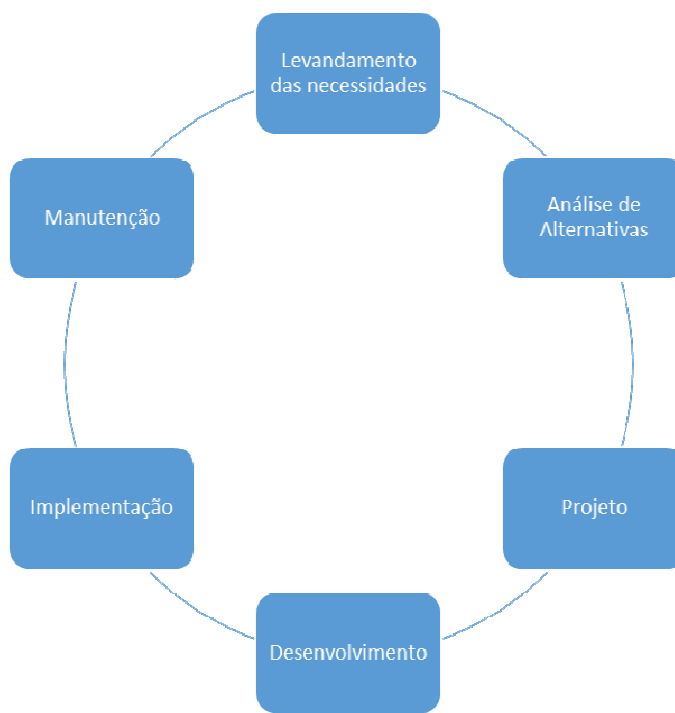 Levandamento
das necessidades
Análise de
Alternativas
Projeto
Desenvolvimento
Implementação
Manutenção